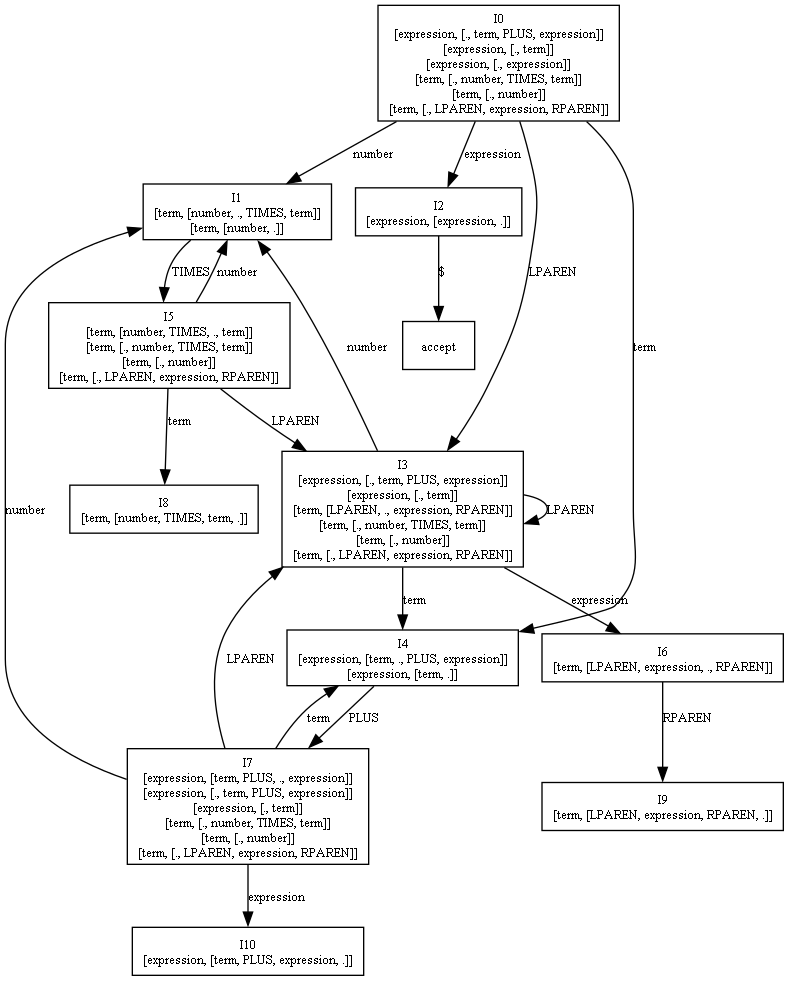 I0
[expression, [., term, PLUS, expression]]
[expression, [., term]]
[expression, [., expression]]
[term, [., number, TIMES, term]]
[term, [., number]]
[term, [., LPAREN, expression, RPAREN]]
number
expression
I1
[term, [number, ., TIMES, term]]
[term, [number, .]]
I2
[expression, [expression, .]]
TIMES
number
$
LPAREN
I5
[term, [number, TIMES, ., term]]
[term, [., number, TIMES, term]]
[term, [., number]]
[term, [., LPAREN, expression, RPAREN]]
accept
number
term
term
LPAREN
I8
[term, [number, TIMES, term, .]]
I3
[expression, [., term, PLUS, expression]]
[expression, [., term]]
[term, [LPAREN, ., expression, RPAREN]]
[term, [., number, TIMES, term]]
[term, [., number]]
[term, [., LPAREN, expression, RPAREN]]
LPAREN
number
term
expression
LPAREN
I4
[expression, [term, ., PLUS, expression]]
[expression, [term, .]]
I6
[term, [LPAREN, expression, ., RPAREN]]
term
PLUS
RPAREN
I7
[expression, [term, PLUS, ., expression]]
[expression, [., term, PLUS, expression]]
[expression, [., term]]
[term, [., number, TIMES, term]]
[term, [., number]]
[term, [., LPAREN, expression, RPAREN]]
I9
[term, [LPAREN, expression, RPAREN, .]]
expression
I10
[expression, [term, PLUS, expression, .]]